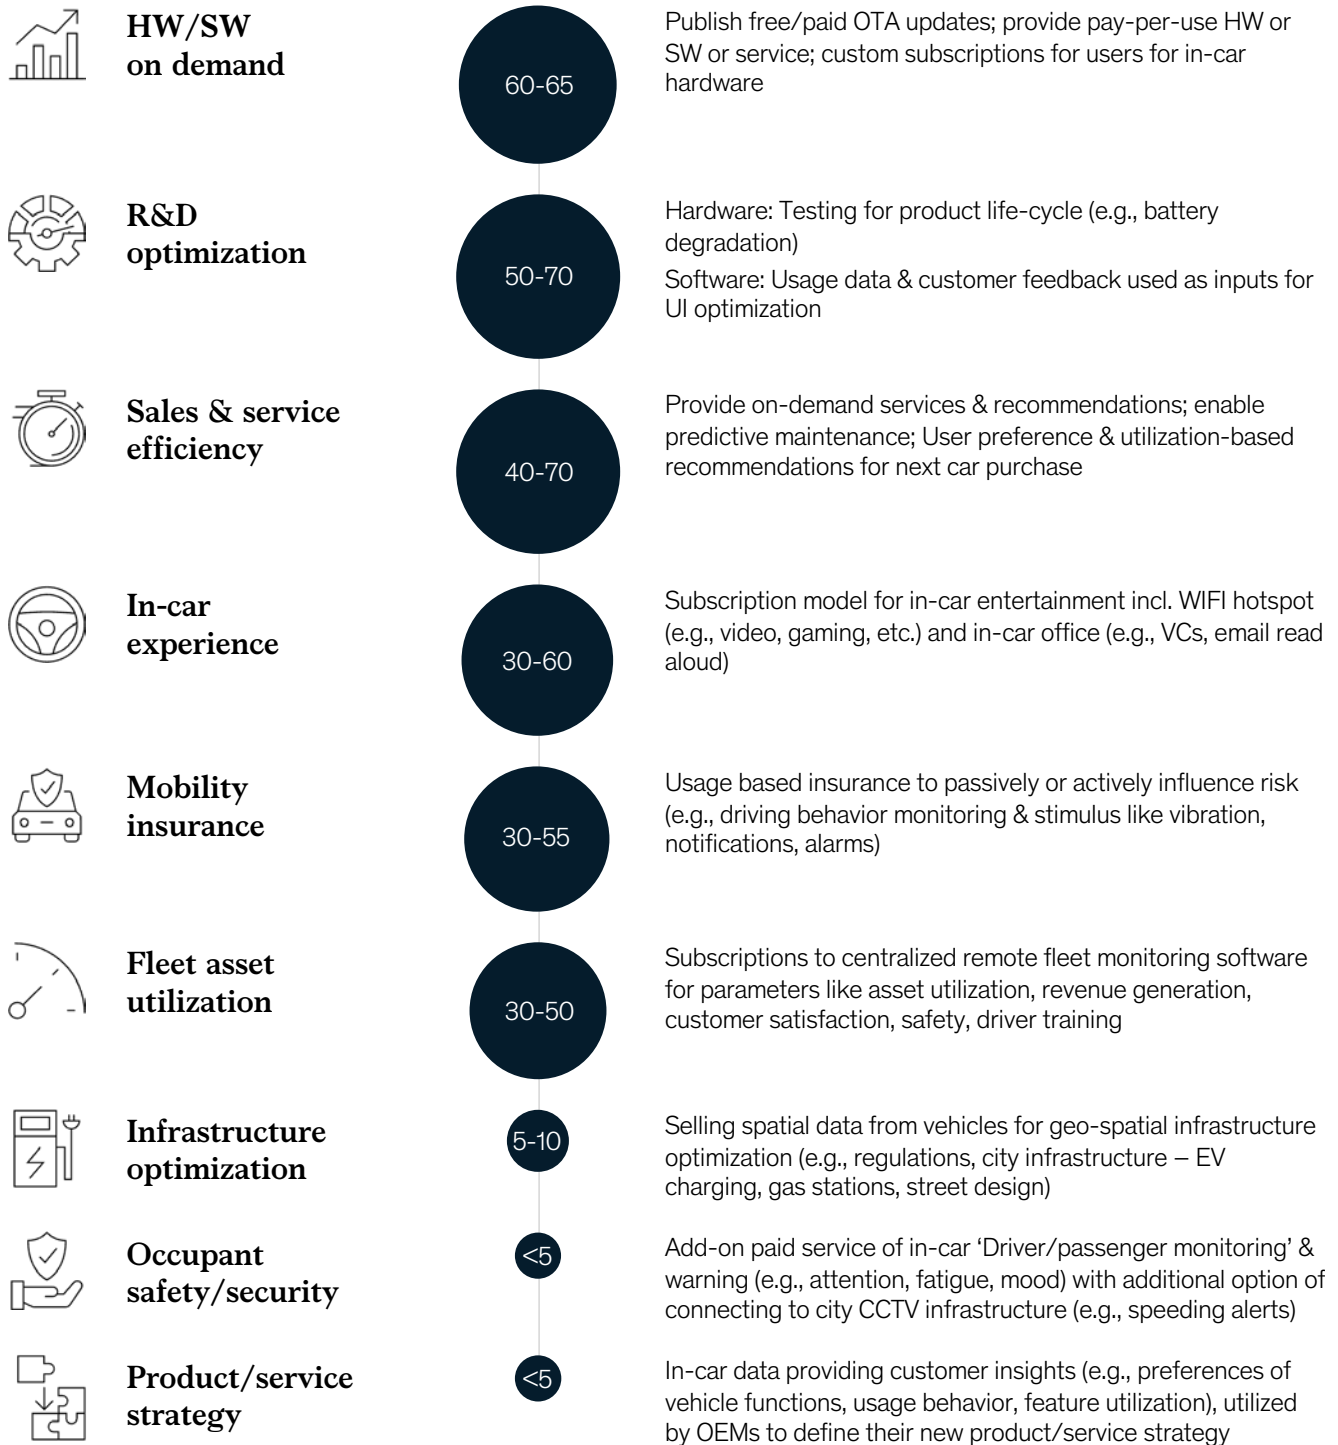 HW/SW
on demand
60-65
Publish free/paid OTA updates; provide pay-per-use HW or
SW or service; custom subscriptions for users for in-car
hardware
R&D
optimization
50-70
Hardware: Testing for product life-cycle (e.g., battery
degradation)
Software: Usage data & customer feedback used as inputs for
UI optimization
Sales & service
efficiency
40-70
Provide on-demand services & recommendations; enable
predictive maintenance; User preference & utilization-based
recommendations for next car purchase
In-car
experience
30-60
Subscription model for in-car entertainment incl. WIFI hotspot
(e.g., video, gaming, etc.) and in-car office (e.g., VCs, email read
aloud)
Mobility
insurance
30-55
Usage based insurance to passively or actively influence risk
(e.g., driving behavior monitoring & stimulus like vibration,
notifications, alarms)
Fleet asset
utilization
30-50
Subscriptions to centralized remote fleet monitoring software
for parameters like asset utilization, revenue generation,
customer satisfaction, safety, driver training
Infrastructure
optimization
5-10
Selling spatial data from vehicles for geo-spatial infrastructure
optimization (e.g., regulations, city infrastructure – EV
charging, gas stations, street design)
Occupant
safety/security
<5
Add-on paid service of in-car ‘Driver/passenger monitoring’ &
warning (e.g., attention, fatigue, mood) with additional option of
connecting to city CCTV infrastructure (e.g., speeding alerts)
Product/service
strategy
<5
In-car data providing customer insights (e.g., preferences of
vehicle functions, usage behavior, feature utilization), utilized
by OEMs to define their new product/service strategy